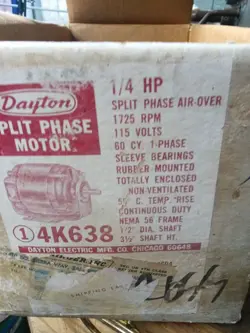 1/4 HP
Dayton
SPLIT PHASE AIR-OVER
1725 RPM
PLIT PHASE
115 VOLTS
MOTOR
60 CY. 1-PHASE
SLEEVE BEARINGS
RUBBER MOUNTED
TOTALLY ENCLOSED
NON-VENTILATED
C. TEMP. RISE
CONTINUOUS DUTY
NEMA 56 FRAME
1/2" DIA. SHAFT
3½" SHAFT HT.
1 4K638
DAYTON ELECTRIC MFG. CO. CHICAGO 60648